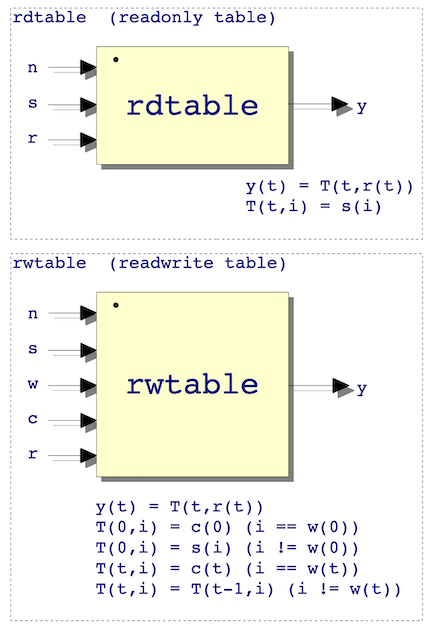 rdtable (readonly table)
n
s
r
rdtable
y
y(t) = T(t,r(t))
T(t,i) = s(i)
rwtable (readwrite table)
n
s
w
c
r
rwtable
y
y(t) = T(t,r(t))
T(0,i) = c(0) (i == w(0))
T(0,i) = s(i) (i != w(0))
T(t,i) = c(t) (i == w(t))
T(t,i) = T(t-1,i) (i != w(t))